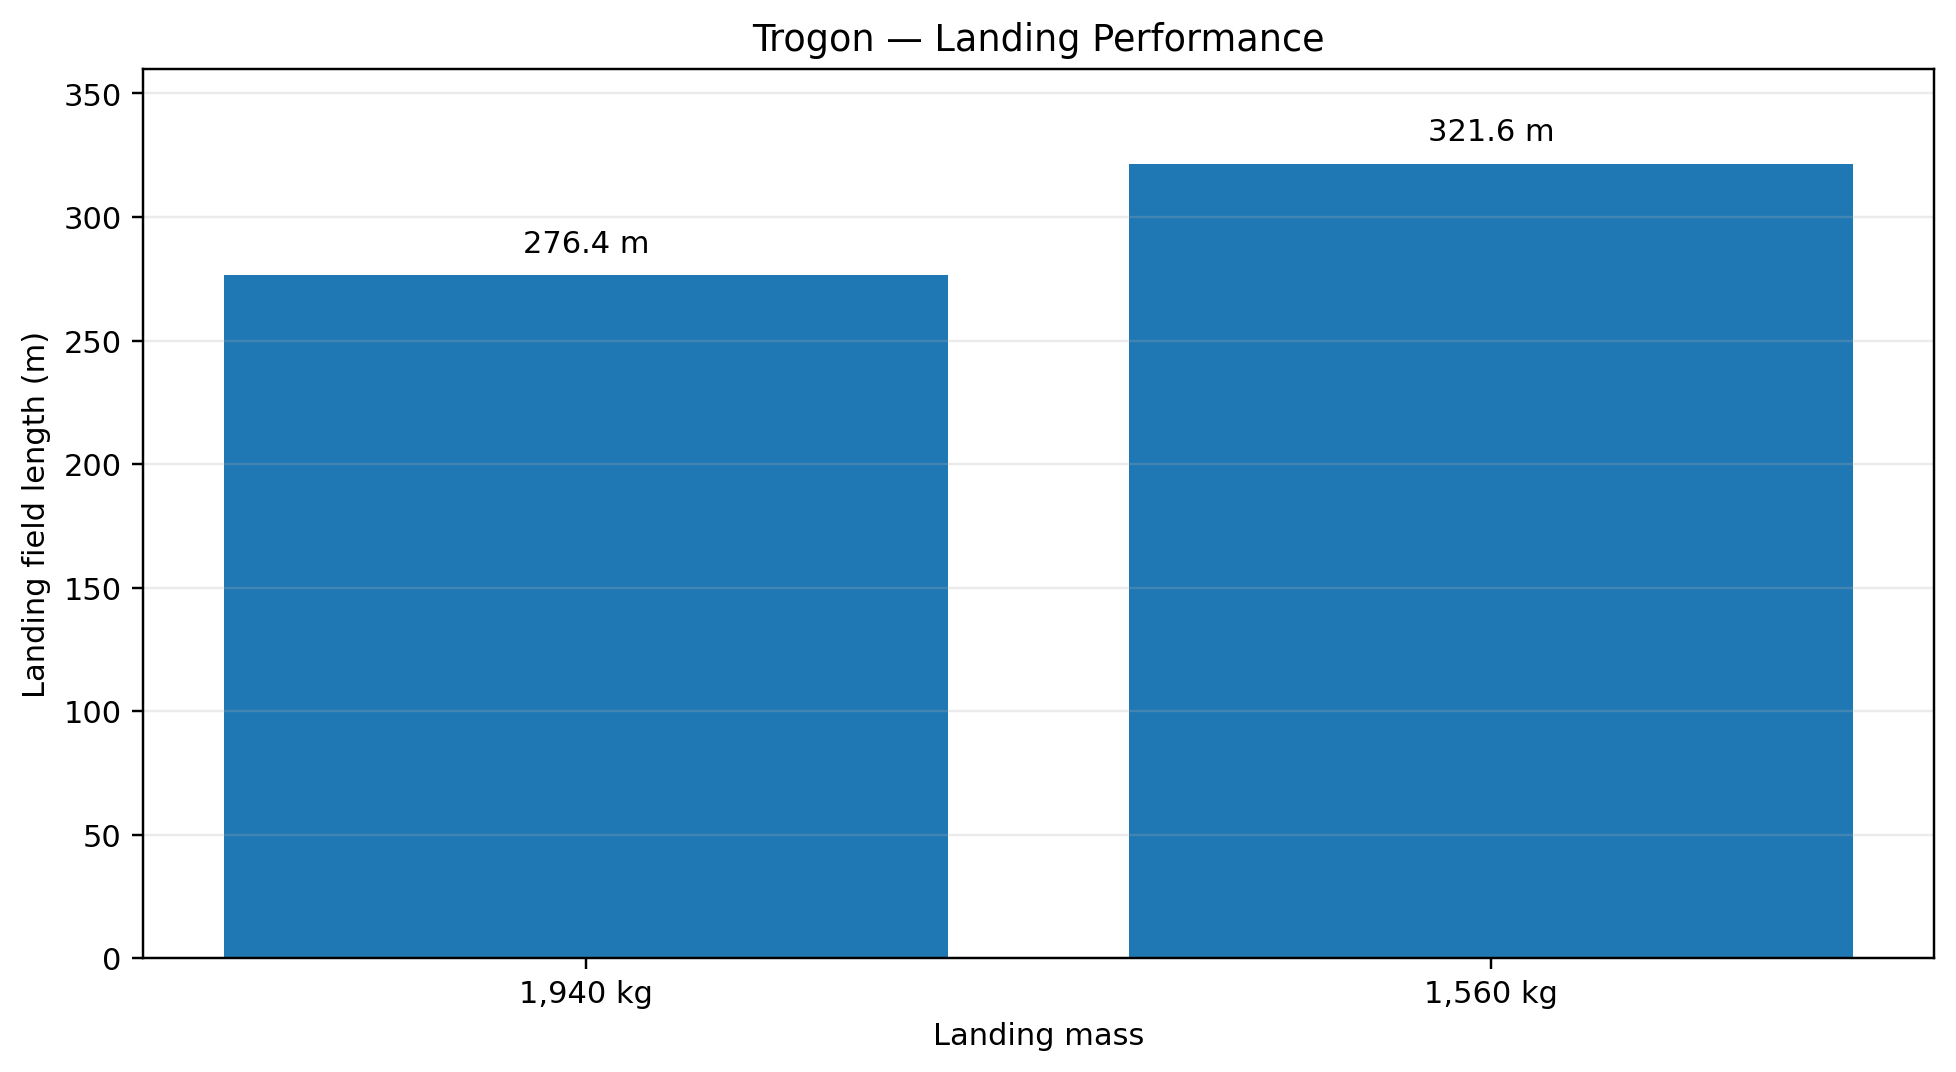 Trogon — Landing Performance
Landing field length (m)
350
300
250
200
150
100
50
0
276.4 m
321.6 m
1,940 kg
1,560 kg
Landing mass